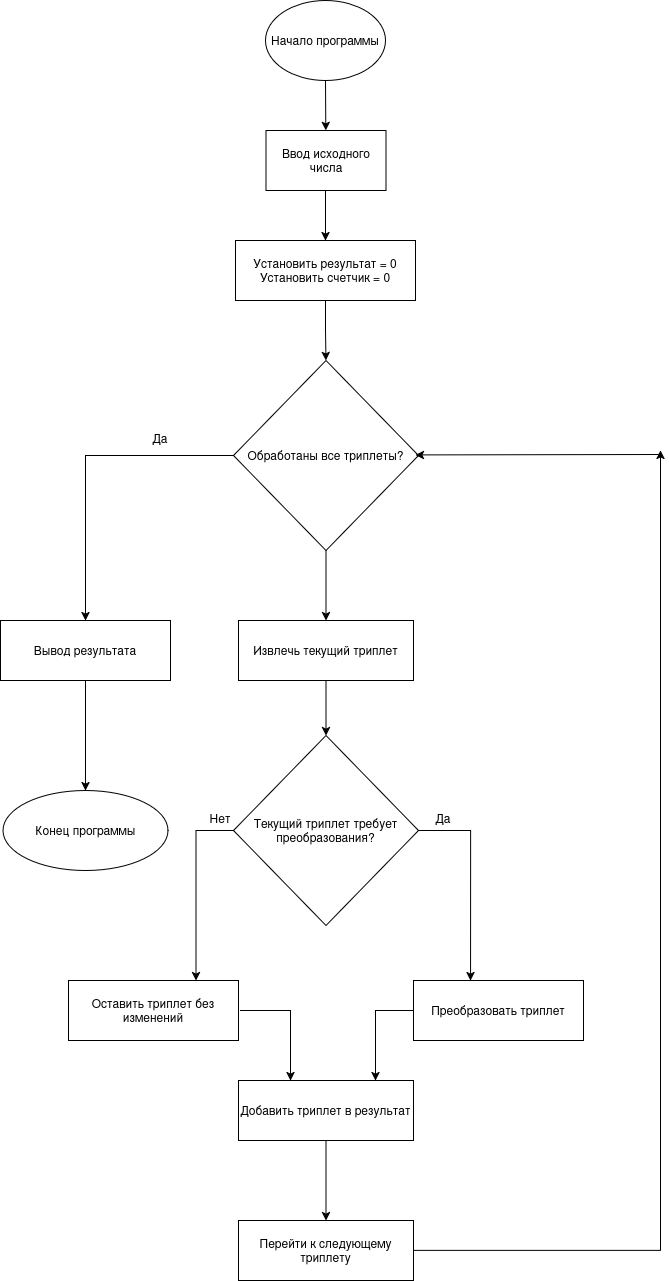 Начало программы
Ввод исходного
числа
Установить результат = 0
Установить счетчик = 0
Да
Обработаны все триплеты?
Вывод результата
Извлечь текущий триплет
Нет
Текущий триплет требует
преобразования?
Да
Конец программы
Оставить триплет без
изменений
Преобразовать триплет
Добавить триплет в результат
Перейти к следующему
триплету